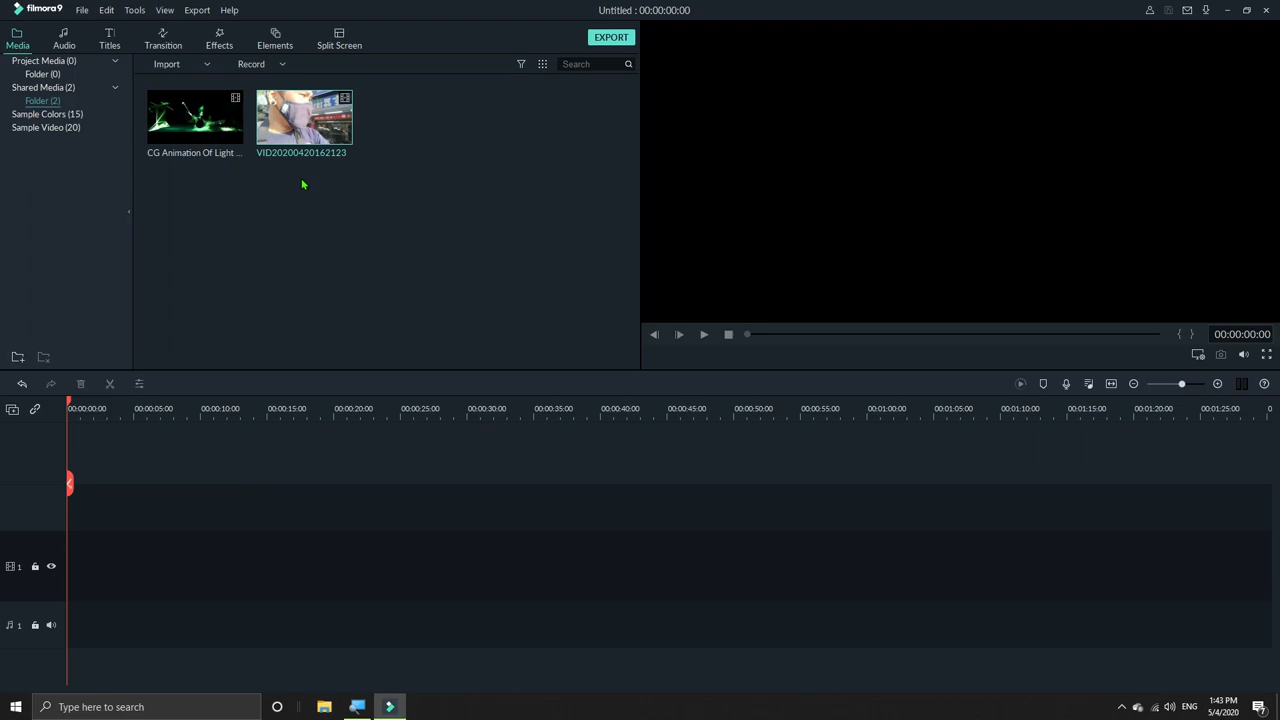 filmora9 File Edit Tools View Export Help Untitled : 00:00:00:00
Media Audio Titles Transition Effects Elements Split Screen EXPORT
Project Media (0)
Folder (0)
Shared Media (2)
Folder (2)
Sample Colors (15)
Sample Video (20)
Import Record Search
CG Animation Of Light ... VID20200420162123
00:00:00:00
00:00:00:00 00:00:05:00 00:00:10:00 00:00:15:00 00:00:20:00 00:00:25:00 00:00:30:00 00:00:35:00 00:00:40:00 00:00:45:00 00:00:50:00 00:00:55:00 00:01:00:00 00:01:05:00 00:01:10:00 00:01:15:00 00:01:20:00 00:01:25:00 0
1
1
Type here to search ENG 1:43 PM
5/4/2020